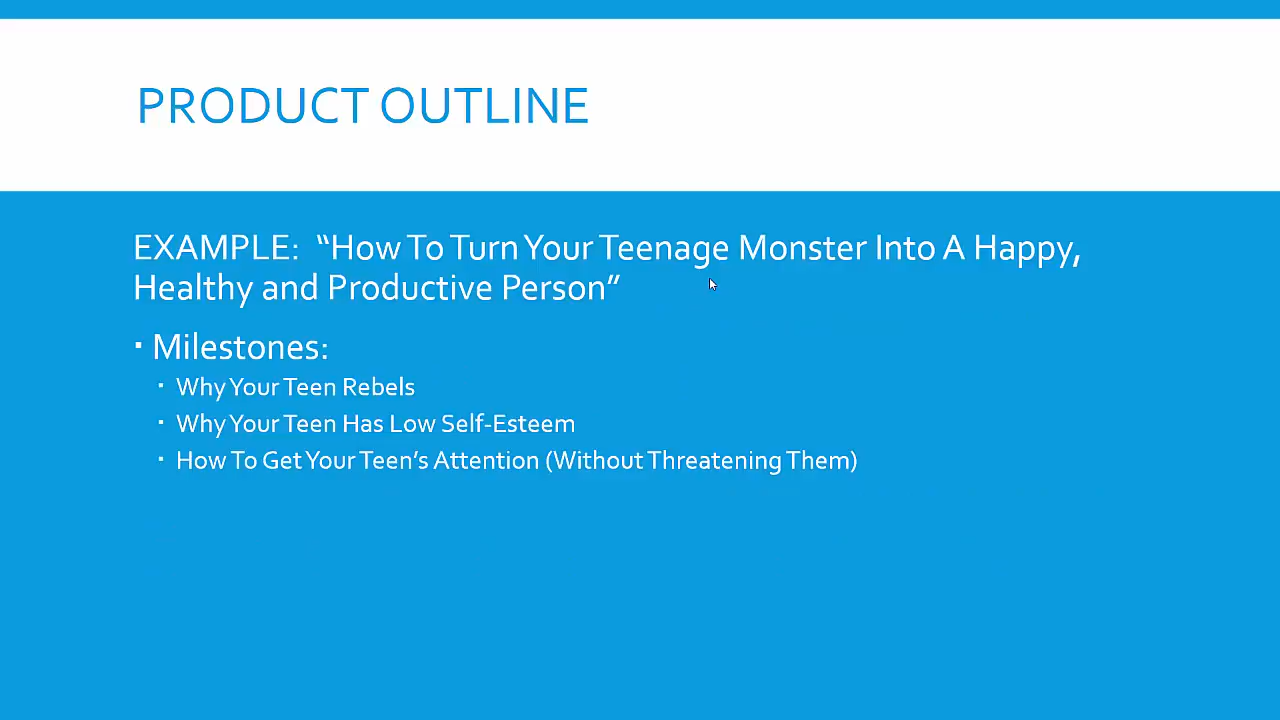 PRODUCT OUTLINE
EXAMPLE: “How To Turn Your Teenage Monster Into A Happy,
Healthy and Productive Person”
▪ Milestones:
▪ Why Your Teen Rebels
▪ Why Your Teen Has Low Self-Esteem
▪ How To Get Your Teen’s Attention (Without Threatening Them)